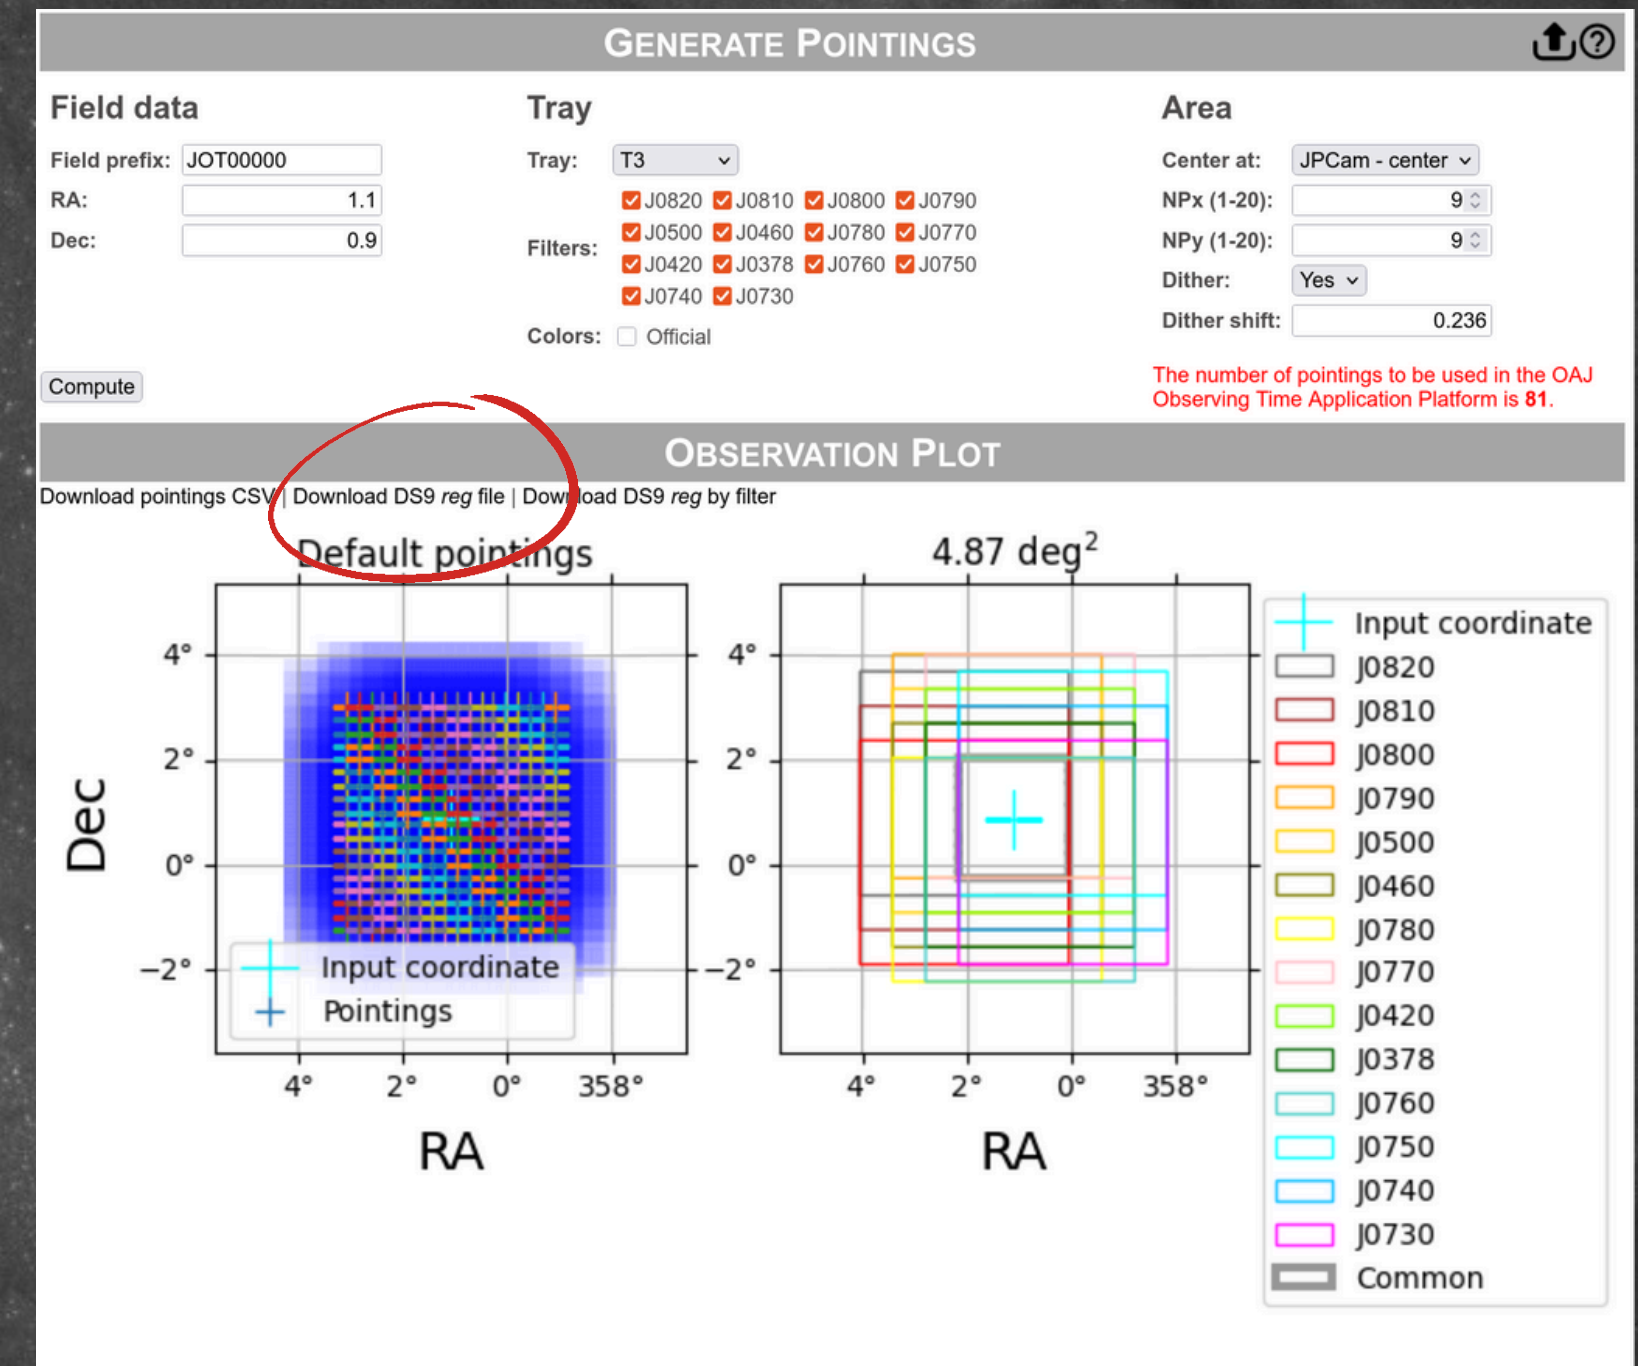 GENERATE POINTINGS
Field data
Field prefix: JOT00000
RA: 1.1
Dec: 0.9
Tray
Tray: T3
Filters:
J0820 J0810 J0800 J0790
J0500 J0460 J0780 J0770
J0420 J0378 J0760 J0750
J0740 J0730
Colors: Official
Area
Center at: JPCam - center
NPx (1-20): 9
NPy (1-20): 9
Dither: Yes
Dither shift: 0.236
The number of pointings to be used in the OAJ
Observing Time Application Platform is 81.
Compute
OBSERVATION PLOT
Download pointings CSV | Download DS9 reg file | Download DS9 reg by filter
Default pointings
4°
2°
0°
−2°
Dec
Input coordinate
Pointings
4° 2° 0° 358°
RA
4.87 deg²
4°
2°
0°
−2°
4° 2° 0° 358°
RA
Input coordinate
J0820
J0810
J0800
J0790
J0500
J0460
J0780
J0770
J0420
J0378
J0760
J0750
J0740
J0730
Common